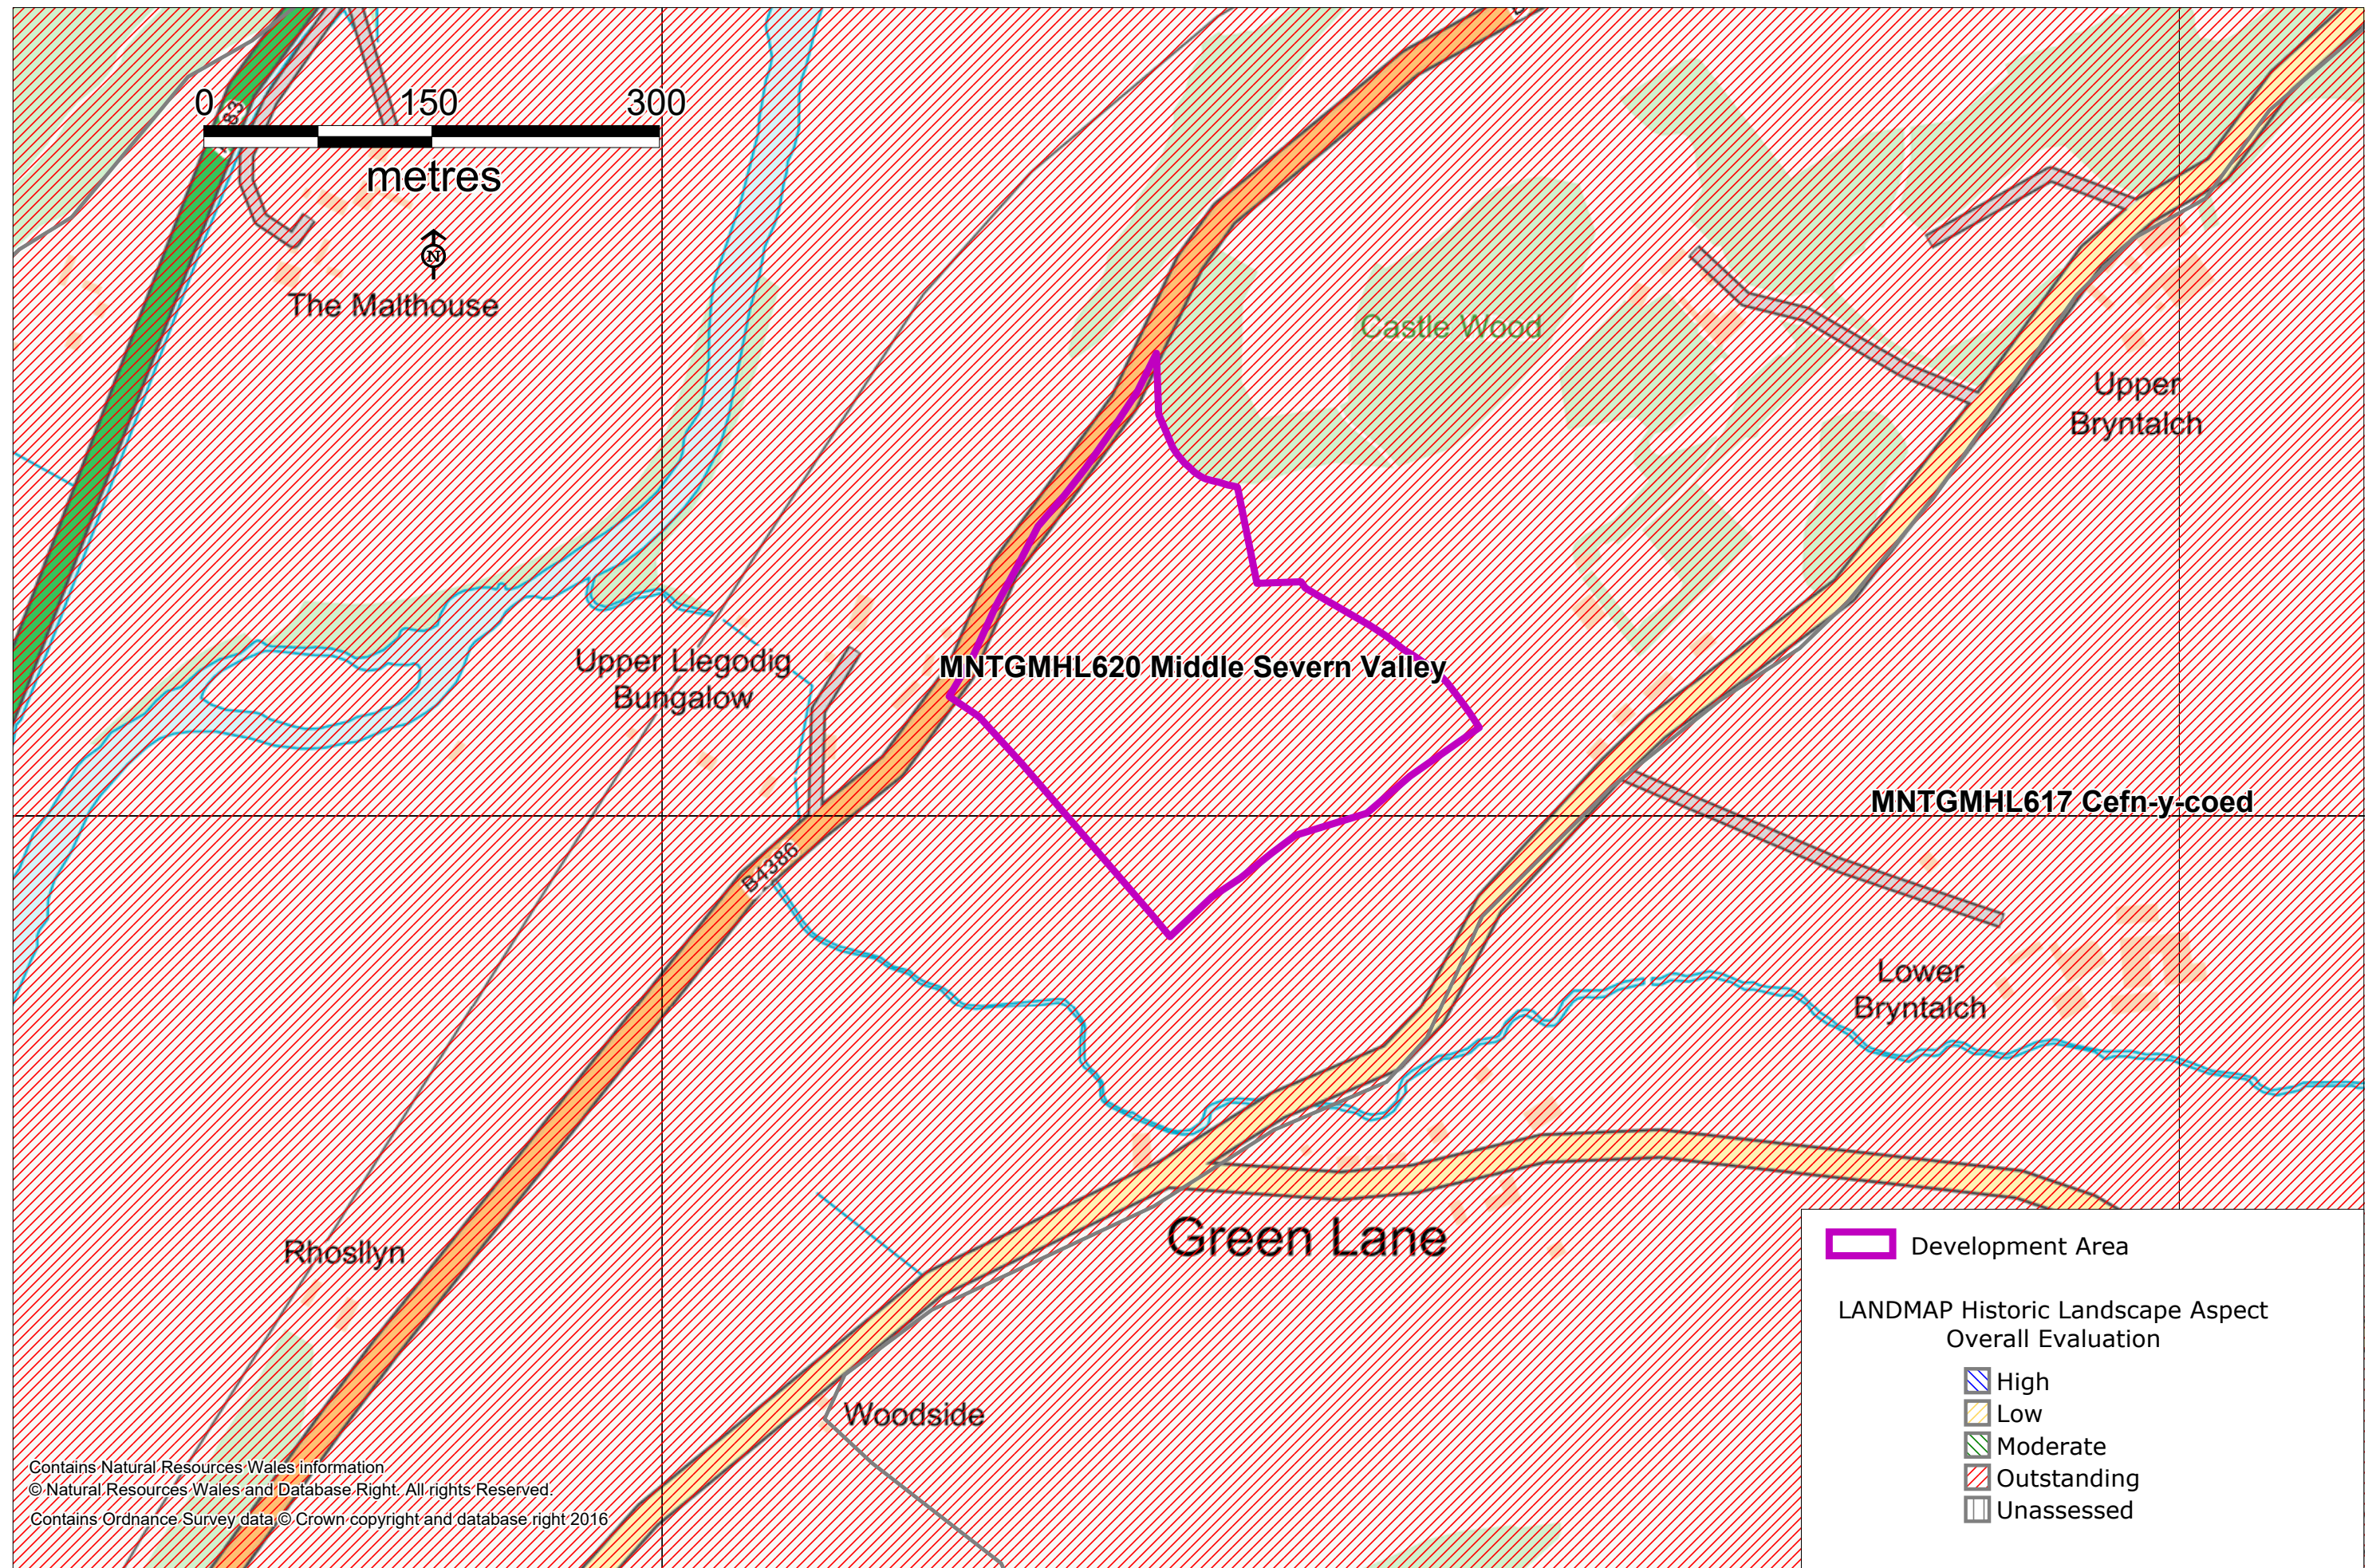 0 150 300
metres
The Malthouse
Castle Wood
Upper
Bryntalch
Upper Llegodig
Bungalow
MNTGMHL620 Middle Severn Valley
MNTGMHL617 Cefn-y-coed
B4386
Lower
Bryntalch
Green Lane
Rhosllyn
Woodside
Development Area
LANDMAP Historic Landscape Aspect
Overall Evaluation
High
Low
Moderate
Outstanding
Unassessed
Contains Natural Resources Wales information
© Natural Resources Wales and Database Right. All rights Reserved.
Contains Ordnance Survey data © Crown copyright and database right 2016
N